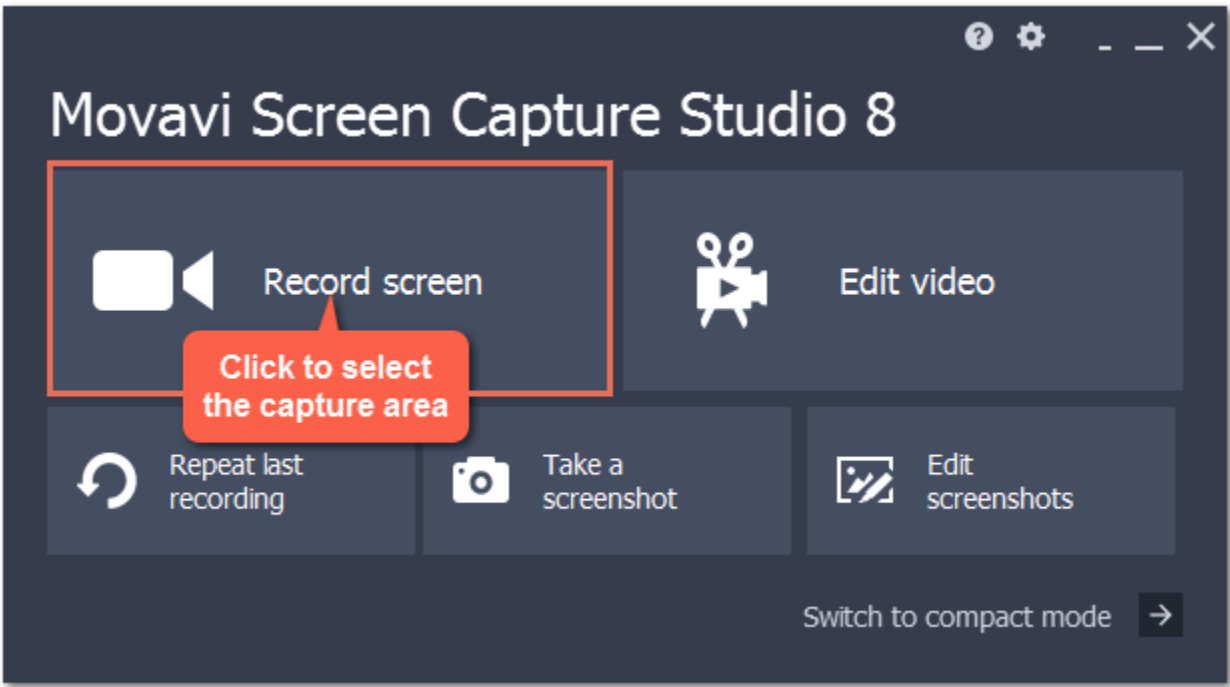 Movavi Screen Capture Studio 8
Record screen
Edit video
Click to select
the capture area
Repeat last
recording
Take a
screenshot
Edit
screenshots
Switch to compact mode